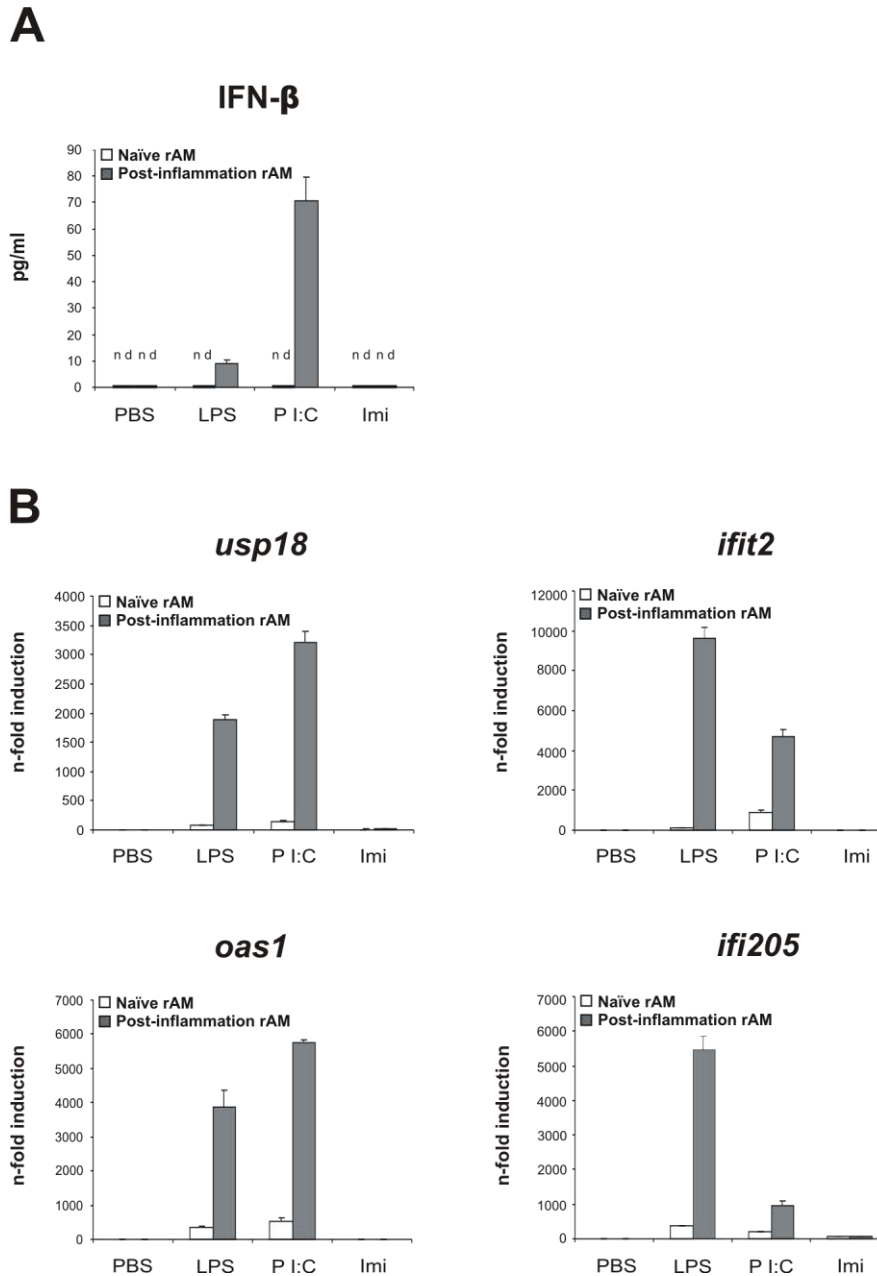 A
IFN-β
Naïve rAM
Post-inflammation rAM
pg/ml
90
80
70
60
50
40
30
20
10
0
n d n d n d n d n d n d
PBS LPS P I:C Imi
B
usp18
Naïve rAM
Post-inflammation rAM
n-fold induction
4000
3500
3000
2500
2000
1500
1000
500
0
PBS LPS P I:C Imi
ifit2
Naïve rAM
Post-inflammation rAM
n-fold induction
12000
10000
8000
6000
4000
2000
0
PBS LPS P I:C Imi
oas1
Naïve rAM
Post-inflammation rAM
n-fold induction
7000
6000
5000
4000
3000
2000
1000
0
PBS LPS P I:C Imi
ifi205
Naïve rAM
Post-inflammation rAM
n-fold induction
7000
6000
5000
4000
3000
2000
1000
0
PBS LPS P I:C Imi